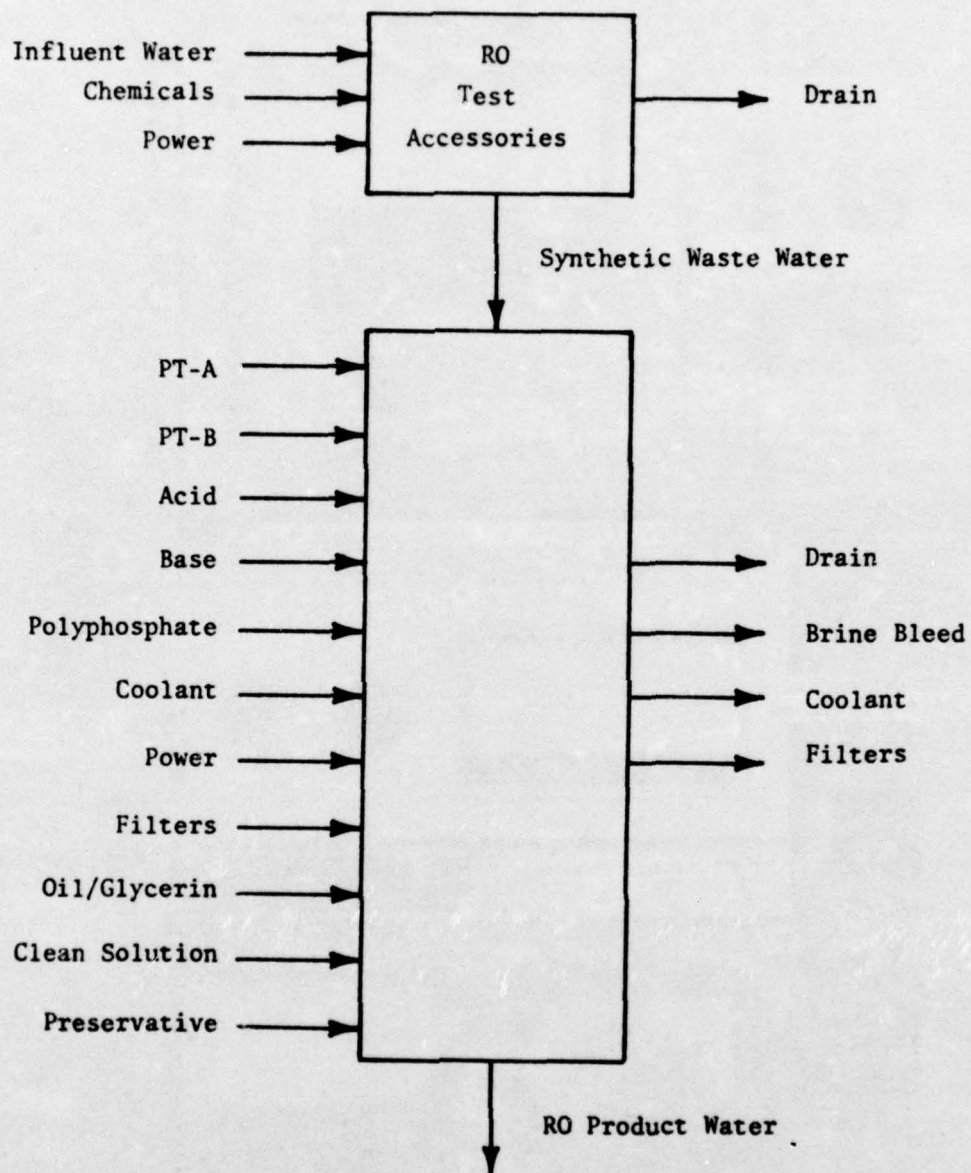 Influent Water
Chemicals
Power
RO
Test
Accessories
Drain
Synthetic Waste Water
PT-A
PT-B
Acid
Base
Polyphosphate
Coolant
Power
Filters
Oil/Glycerin
Clean Solution
Preservative
Drain
Brine Bleed
Coolant
Filters
RO Product Water